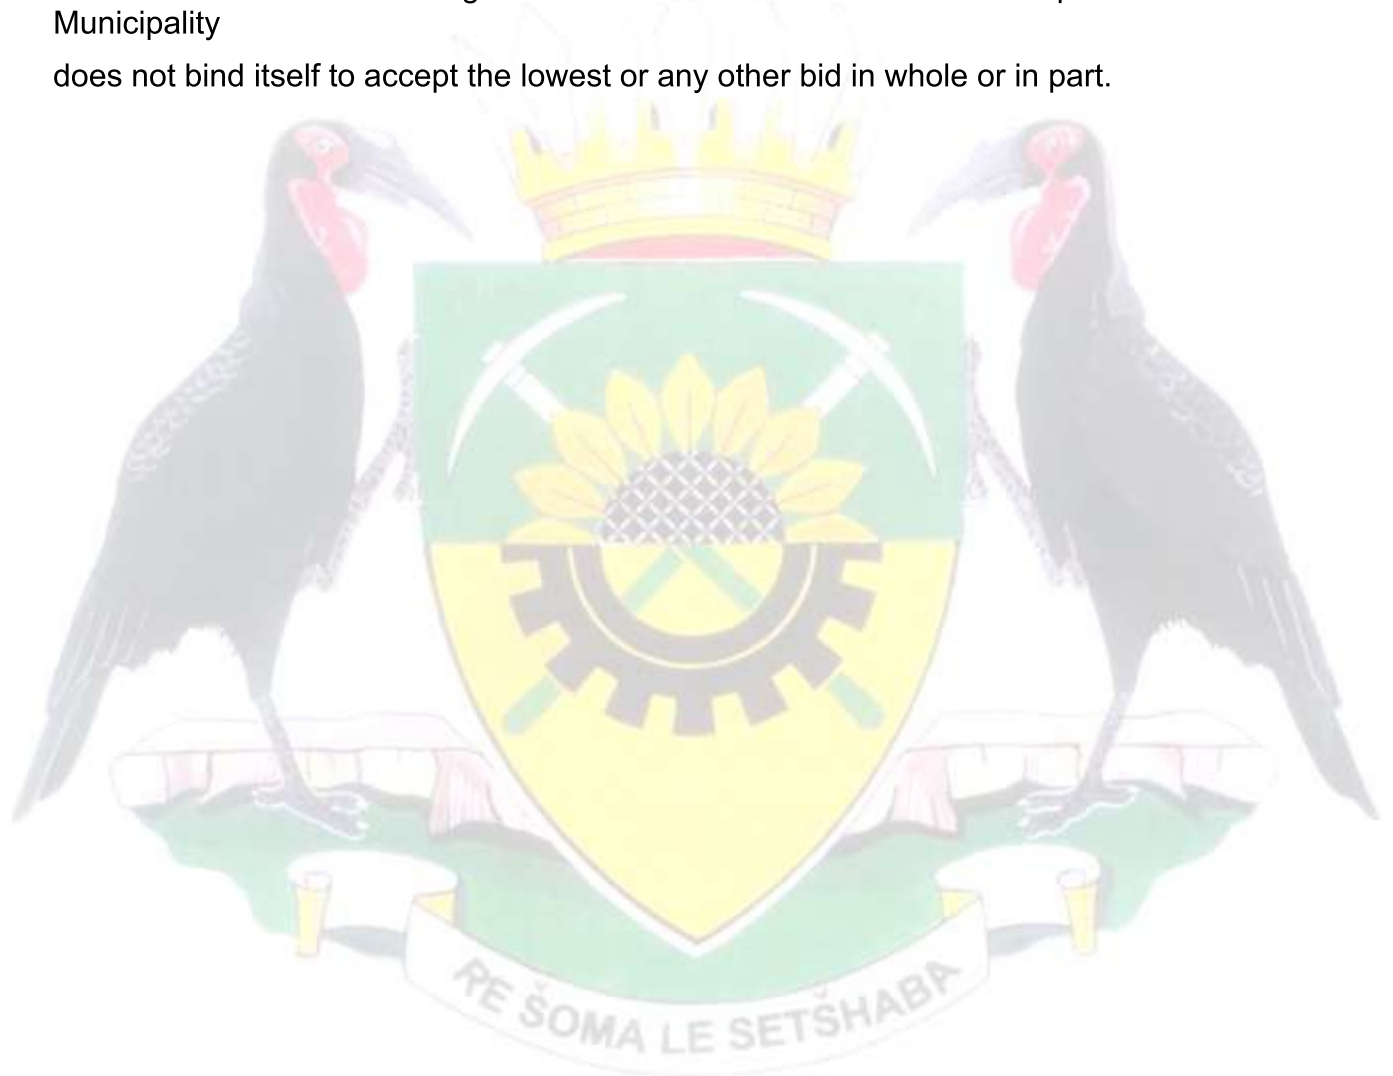 Municipality
does not bind itself to accept the lowest or any other bid in whole or in part.
RE ŠOMA LE SETŠHABA